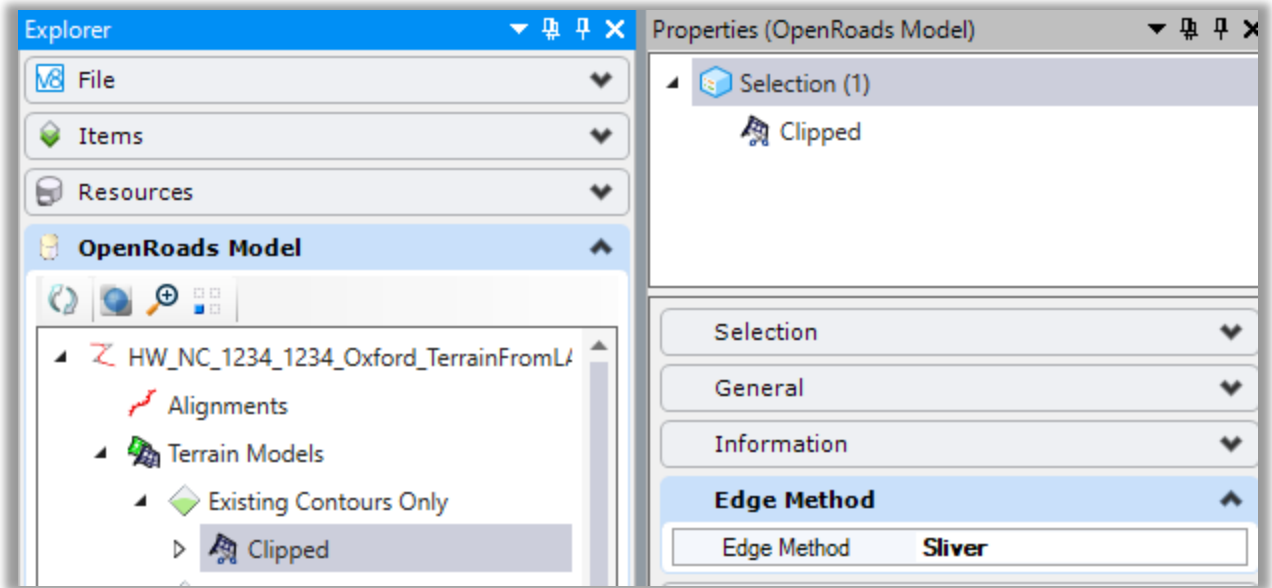 Explorer
File
Items
Resources
OpenRoads Model
HW_NC_1234_1234_Oxford_TerrainFromLA
Alignments
Terrain Models
Existing Contours Only
Clipped
Properties (OpenRoads Model)
Selection (1)
Clipped
Selection
General
Information
Edge Method
Edge Method Sliver